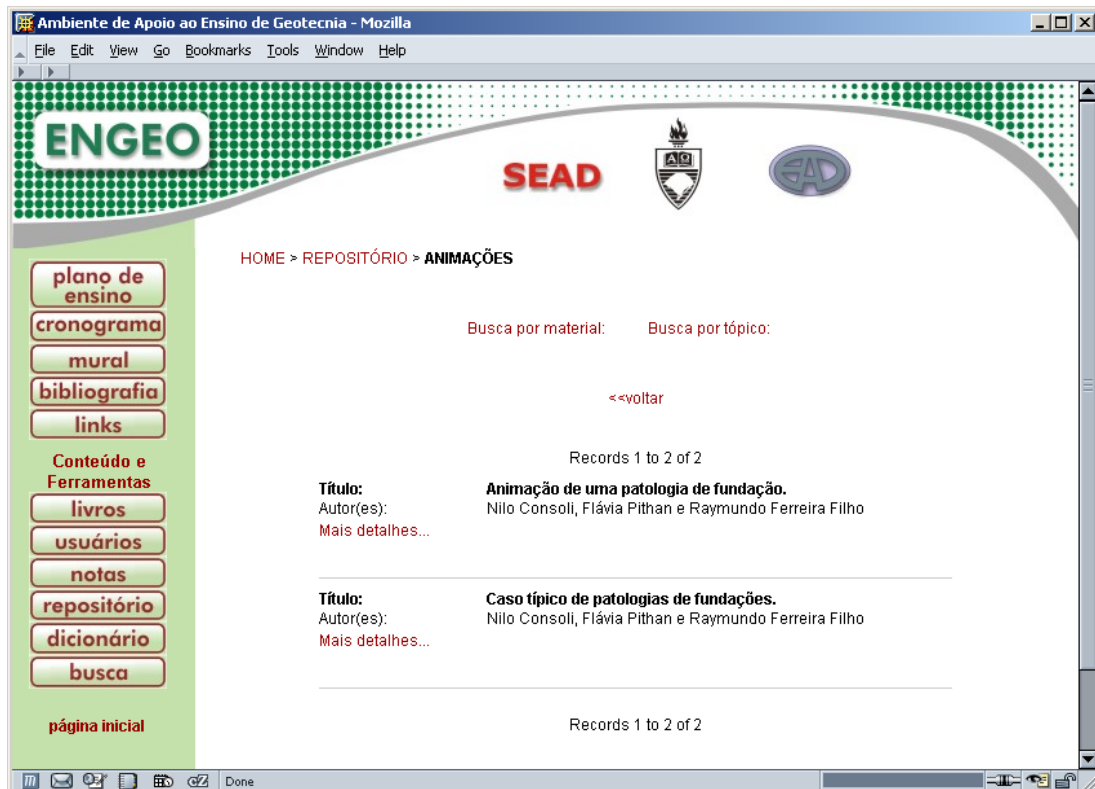 Ambiente de Apoio ao Ensino de Geotecnia - Mozilla
File Edit View Go Bookmarks Tools Window Help
ENGEO
SEAD
ΑΩ
EAD
HOME > REPOSITÓRIO > ANIMAÇÕES
plano de
ensino
cronograma
mural
bibliografia
links
Conteúdo e
Ferramentas
livros
usuários
notas
repositório
dicionário
busca
página inicial
Busca por material: Busca por tópico:
<<voltar
Records 1 to 2 of 2
Título: Animação de uma patologia de fundação.
Autor(es): Nilo Consoli, Flávia Pithan e Raymundo Ferreira Filho
Mais detalhes...
Título: Caso típico de patologias de fundações.
Autor(es): Nilo Consoli, Flávia Pithan e Raymundo Ferreira Filho
Mais detalhes...
Records 1 to 2 of 2
Done